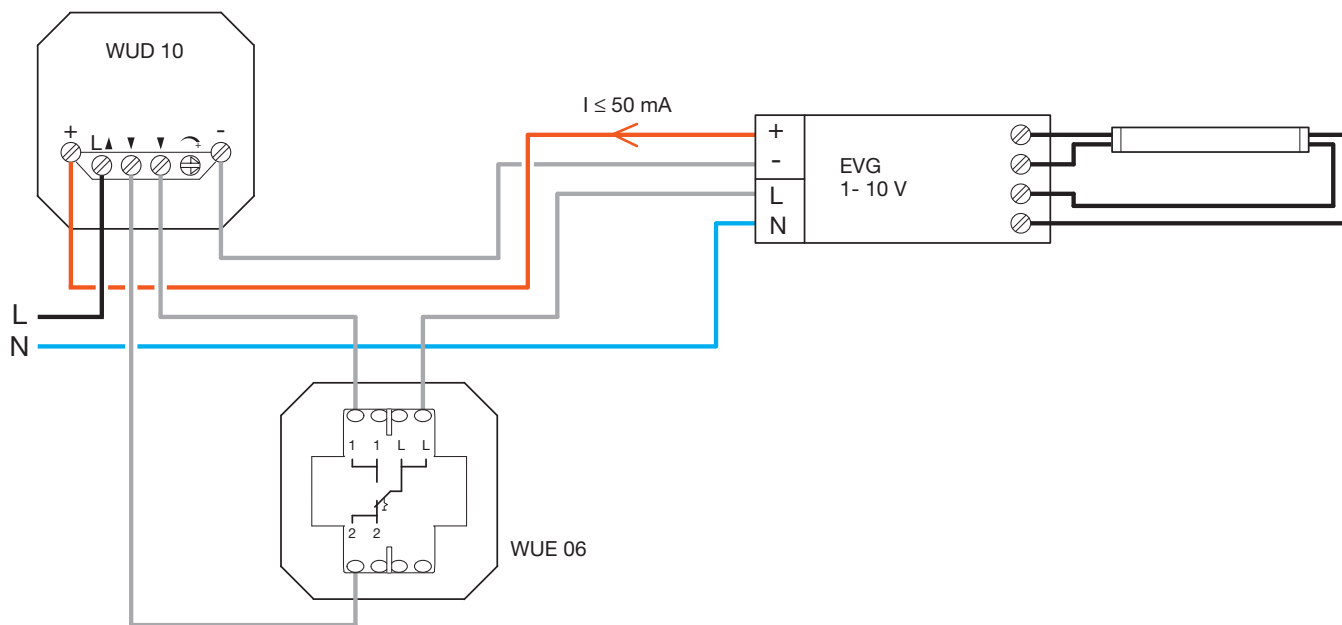 WUD 10
+ L ▲ ▼ ▼ + -
I ≤ 50 mA
+
-
L
N
EVG
1- 10 V
L
N
1 1 L L
2 2
WUE 06